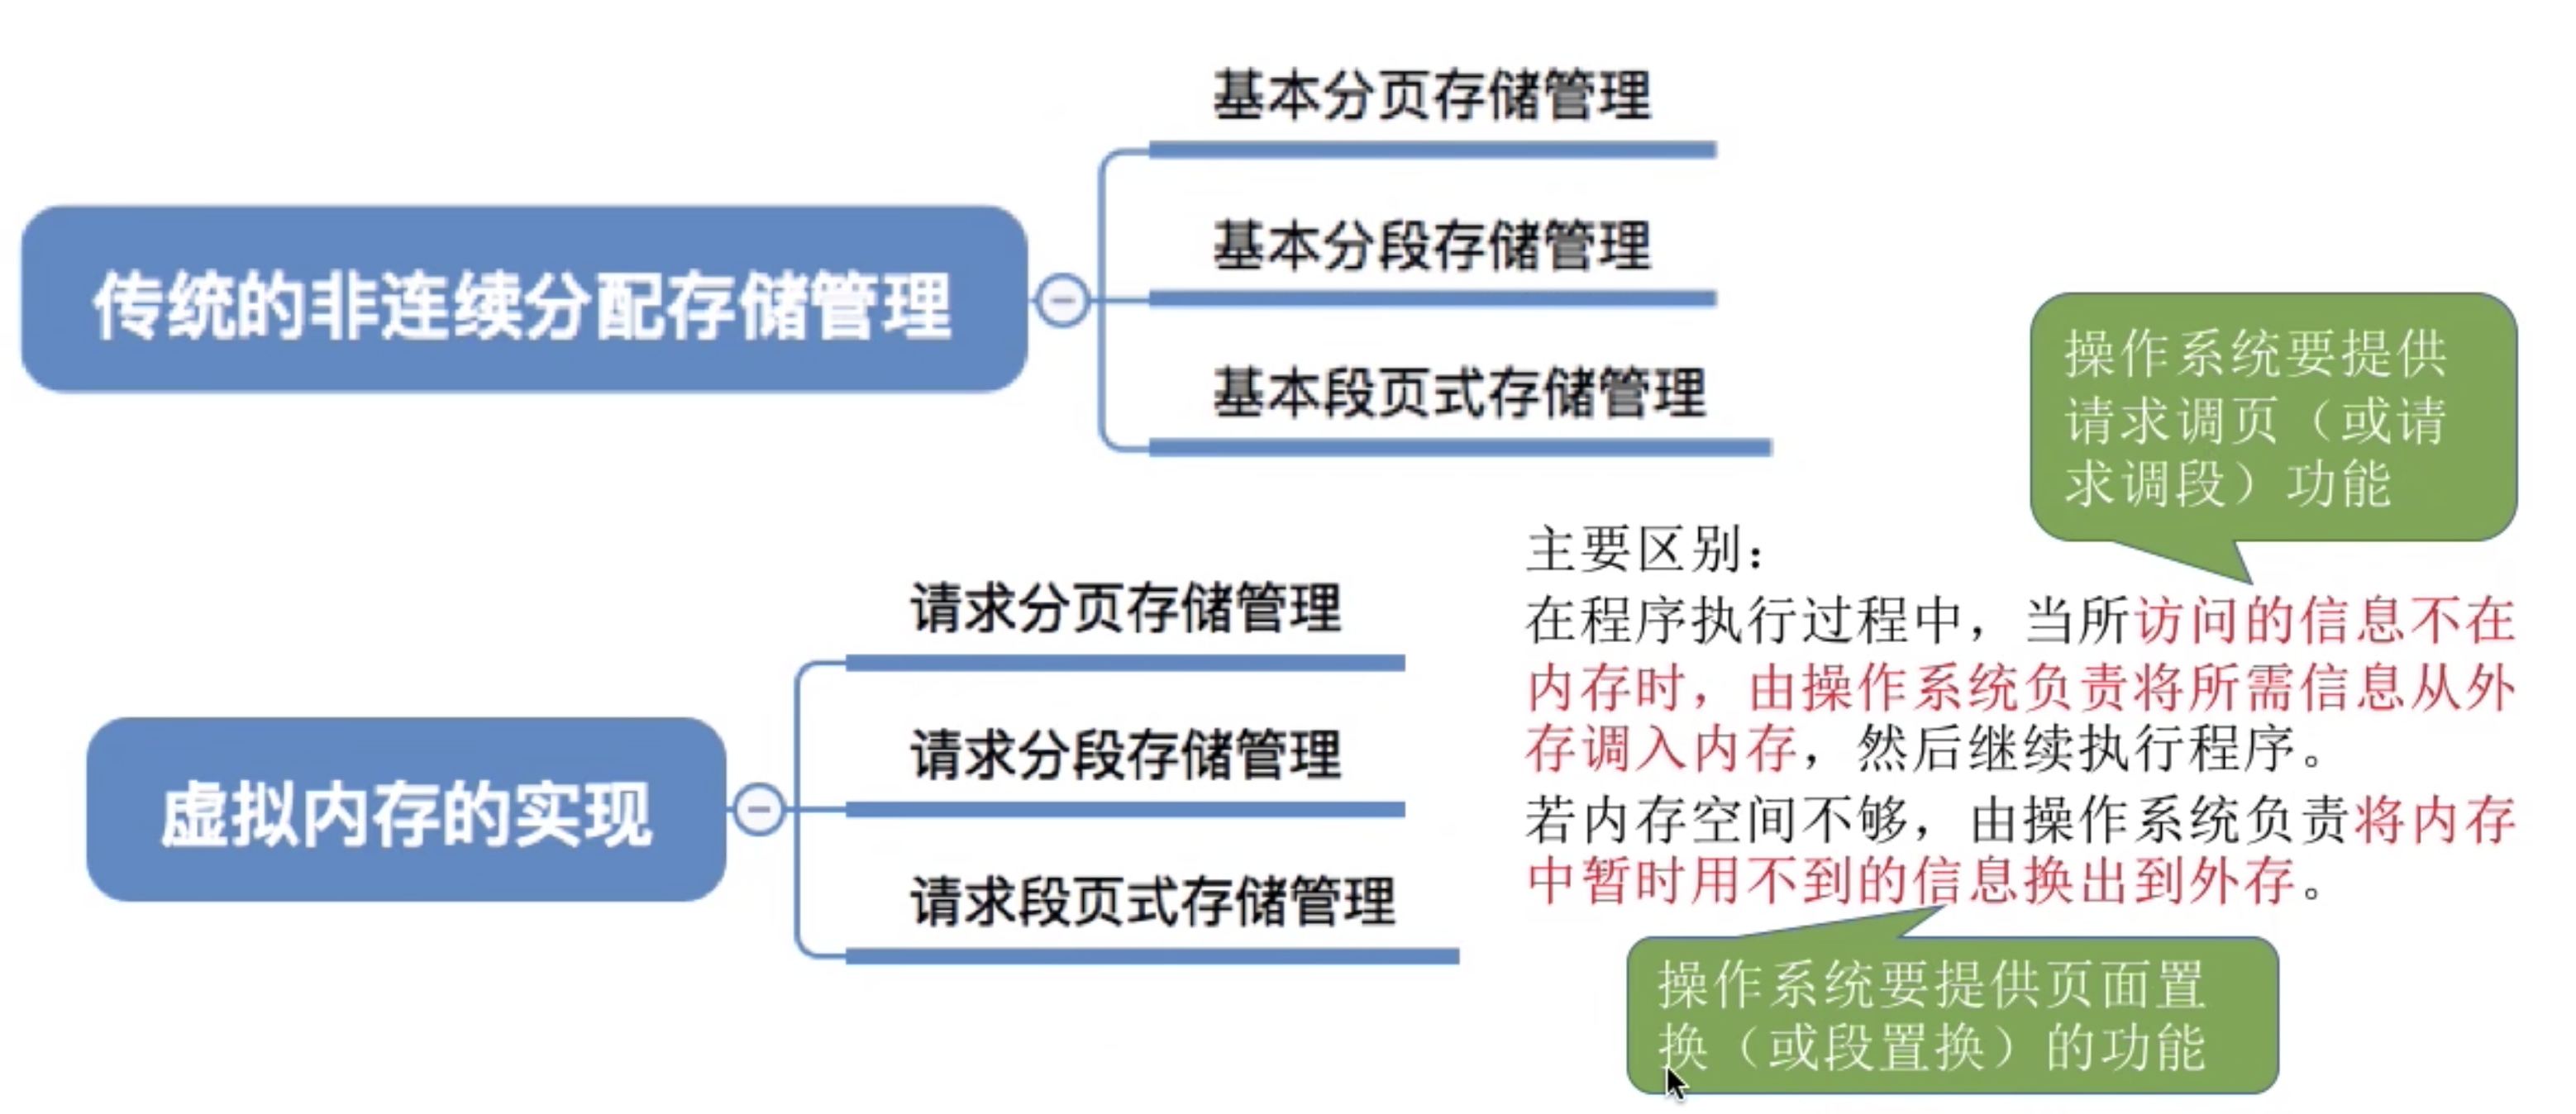 传统的非连续分配存储管理
基本分页存储管理
基本分段存储管理
基本段页式存储管理
虚拟内存的实现
请求分页存储管理
请求分段存储管理
请求段页式存储管理
操作系统要提供
请求调页（或请
求调段）功能
主要区别：
在程序执行过程中，当所访问的信息不在
内存时，由操作系统负责将所需信息从外
存调入内存，然后继续执行程序。
若内存空间不够，由操作系统负责将内存
中暂时用不到的信息换出到外存。
操作系统要提供页面置
换（或段置换）的功能